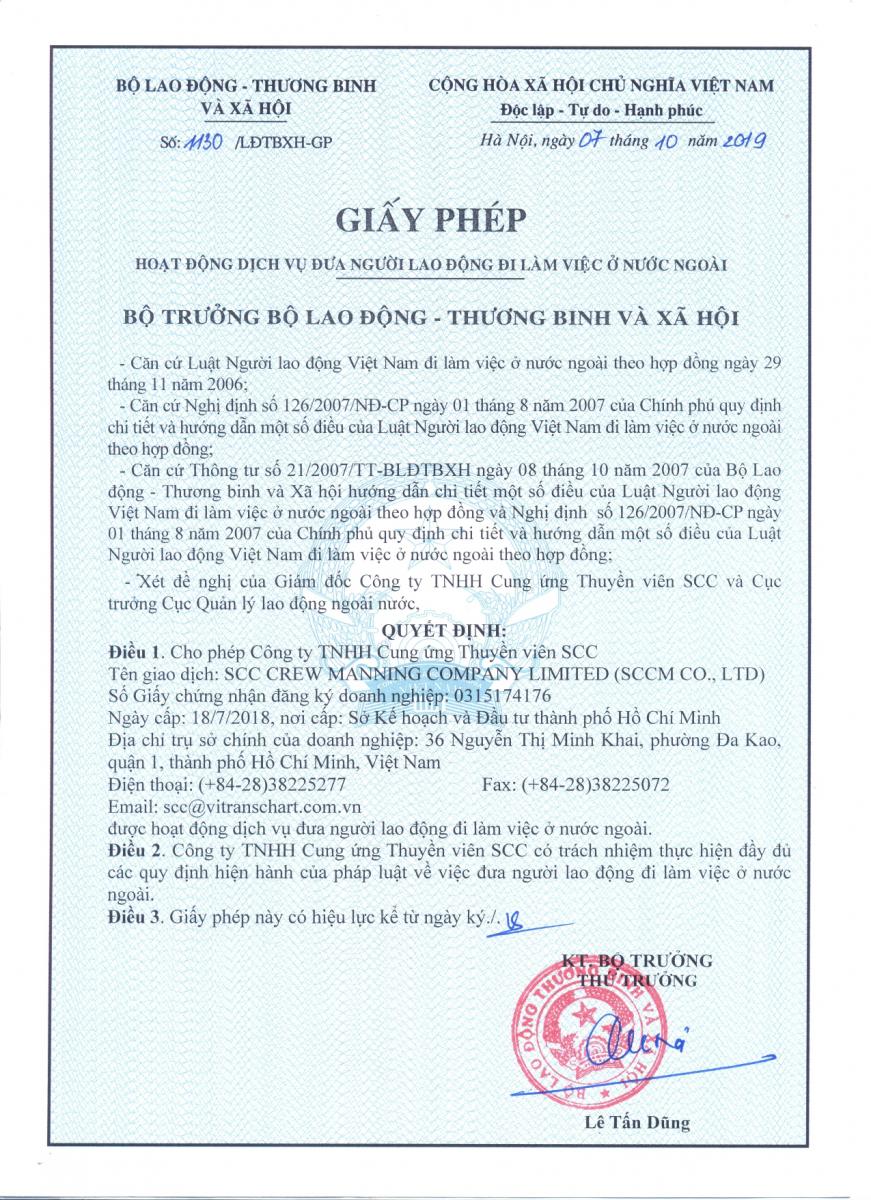 BỘ LAO ĐỘNG - THƯƠNG BINH
VÀ XÃ HỘI
Số: 1130 /LĐTBXH-GP
CỘNG HÒA XÃ HỘI CHỦ NGHĨA VIỆT NAM
Độc lập - Tự do - Hạnh phúc
Hà Nội, ngày 07 tháng 10 năm 2019
GIẤY PHÉP
HOẠT ĐỘNG DỊCH VỤ ĐƯA NGƯỜI LAO ĐỘNG ĐI LÀM VIỆC Ở NƯỚC NGOÀI
BỘ TRƯỞNG BỘ LAO ĐỘNG - THƯƠNG BINH VÀ XÃ HỘI
- Căn cứ Luật Người lao động Việt Nam đi làm việc ở nước ngoài theo hợp đồng ngày 29
tháng 11 năm 2006;
- Căn cứ Nghị định số 126/2007/NĐ-CP ngày 01 tháng 8 năm 2007 của Chính phủ quy định
chi tiết và hướng dẫn một số điều của Luật Người lao động Việt Nam đi làm việc ở nước ngoài
theo hợp đồng;
- Căn cứ Thông tư số 21/2007/TT-BLĐTBXH ngày 08 tháng 10 năm 2007 của Bộ Lao
động - Thương binh và Xã hội hướng dẫn chi tiết một số điều của Luật Người lao động
Việt Nam đi làm việc ở nước ngoài theo hợp đồng và Nghị định số 126/2007/NĐ-CP ngày
01 tháng 8 năm 2007 của Chính phủ quy định chi tiết và hướng dẫn một số điều của Luật
Người lao động Việt Nam đi làm việc ở nước ngoài theo hợp đồng;
- Xét đề nghị của Giám đốc Công ty TNHH Cung ứng Thuyền viên SCC và Cục
trưởng Cục Quản lý lao động ngoài nước,
QUYẾT ĐỊNH:
Điều 1. Cho phép Công ty TNHH Cung ứng Thuyền viên SCC
Tên giao dịch: SCC CREW MANNING COMPANY LIMITED (SCCM CO., LTD)
Số Giấy chứng nhận đăng ký doanh nghiệp: 0315174176
Ngày cấp: 18/7/2018, nơi cấp: Sở Kế hoạch và Đầu tư thành phố Hồ Chí Minh
Địa chỉ trụ sở chính của doanh nghiệp: 36 Nguyễn Thị Minh Khai, phường Đa Kao,
quận 1, thành phố Hồ Chí Minh, Việt Nam
Điện thoại: (+84-28)38225277 Fax: (+84-28)38225072
Email: scc@vitranschart.com.vn
được hoạt động dịch vụ đưa người lao động đi làm việc ở nước ngoài.
Điều 2. Công ty TNHH Cung ứng Thuyền viên SCC có trách nhiệm thực hiện đầy đủ
các quy định hiện hành của pháp luật về việc đưa người lao động đi làm việc ở nước
ngoài.
Điều 3. Giấy phép này có hiệu lực kể từ ngày ký./.
KT. BỘ TRƯỞNG
THỨ TRƯỞNG
BỘ LAO ĐỘNG THƯƠNG BINH VÀ XÃ HỘI
Lê Tấn Dũng